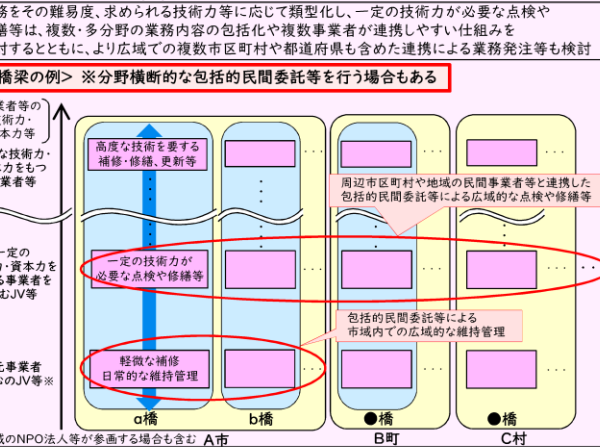 務をその難易度、求められる技術力等に応じて類型化し、一定の技術力が必要な点検や
繕等は、複数・多分野の業務内容の包括化や複数事業者が連携しやすい仕組みを
討するとともに、より広域での複数市区町村や都道府県も含めた連携による業務発注等も検討
橋梁の例> ※分野横断的な包括的民間委託等を行う場合もある
業者等の
技術力・
資本力等
高度な技術を要する
補修・修繕、更新等
な技術力・
力をもつ
業者等
周辺市区町村や地域の民間事業者等と連携した
包括的民間委託等による広域的な点検や修繕等
一定の
力・資本力を
る事業者を
むJV等
一定の技術力が
必要な点検や修繕等
包括的民間委託等による
市域内での広域的な維持管理
元事業者
むのJV等※
軽微な補修
日常的な維持管理
a橋 b橋 ●橋 ●橋
域のNPO法人等が参画する場合も含む A市 B町 C村